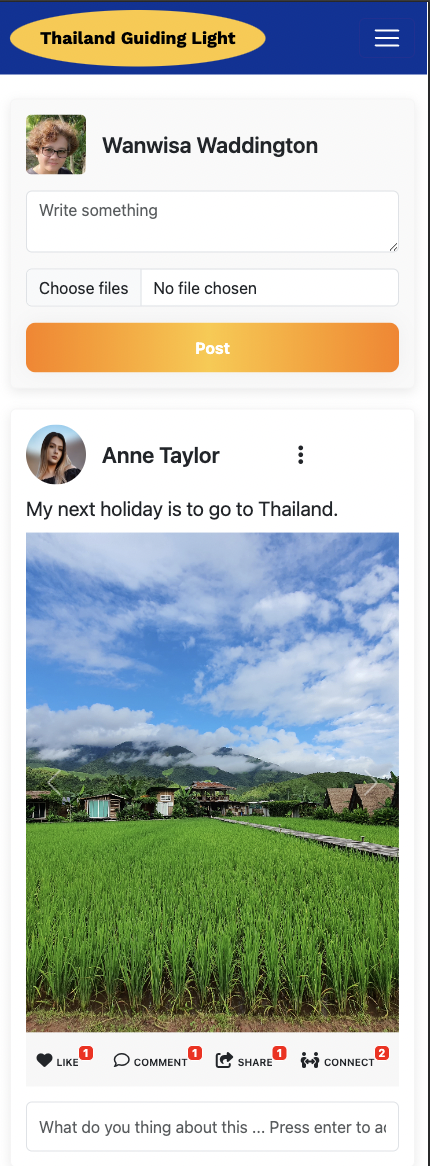 Thailand Guiding Light
Wanwisa Waddington
Write something
Choose files No file chosen
Post
Anne Taylor
My next holiday is to go to Thailand.
LIKE 1 COMMENT 1 SHARE 1 CONNECT 2
What do you thing about this ... Press enter to